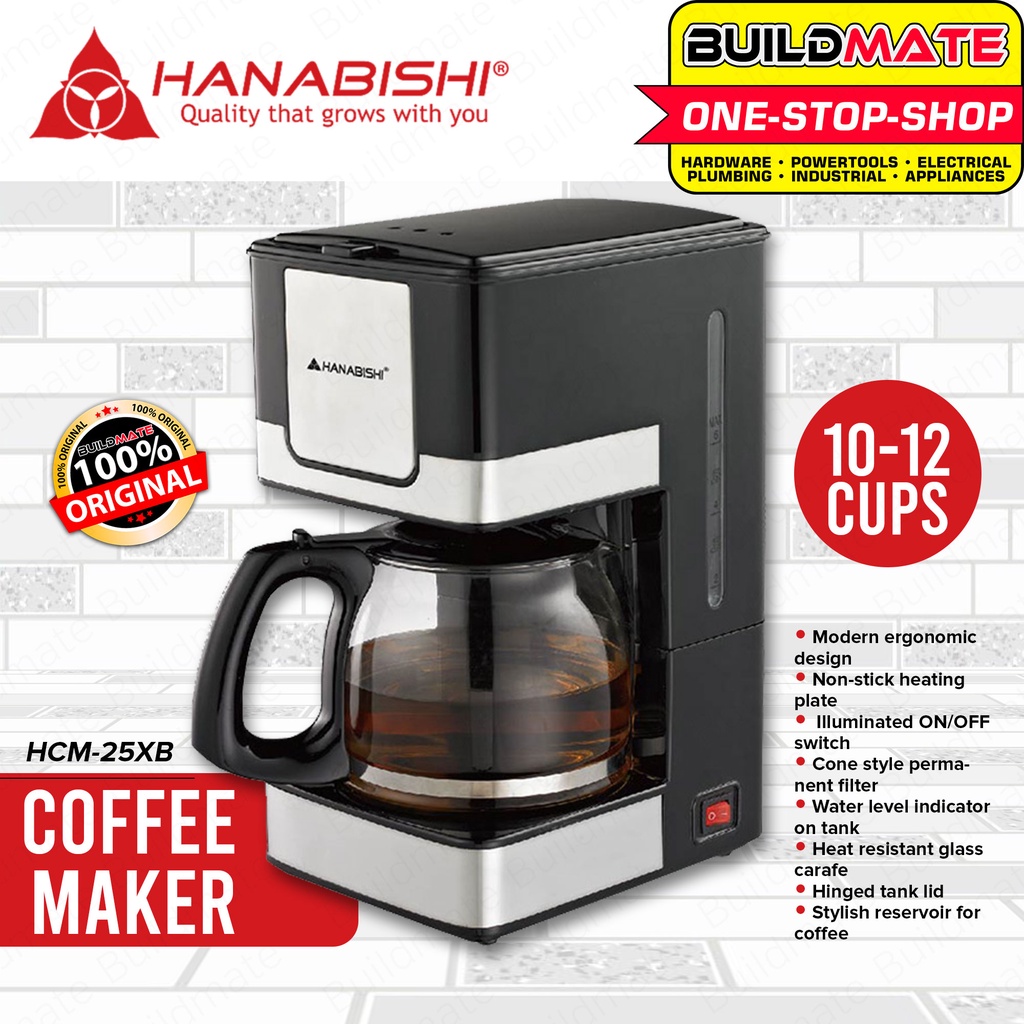 HANABISHI®
Quality that grows with you
BUILDMATE
ONE-STOP-SHOP
HARDWARE • POWERTOOLS • ELECTRICAL
PLUMBING • INDUSTRIAL • APPLIANCES
HANABISHI®
100% ORIGINAL
100% ORIGINAL
BUILDMATE
100%
ORIGINAL
10-12
CUPS
• Modern ergonomic
design
• Non-stick heating
plate
• Illuminated ON/OFF
switch
• Cone style perma-
nent filter
• Water level indicator
on tank
• Heat resistant glass
carafe
• Hinged tank lid
• Stylish reservoir for
coffee
HCM-25XB
COFFEE
MAKER
Buildmate